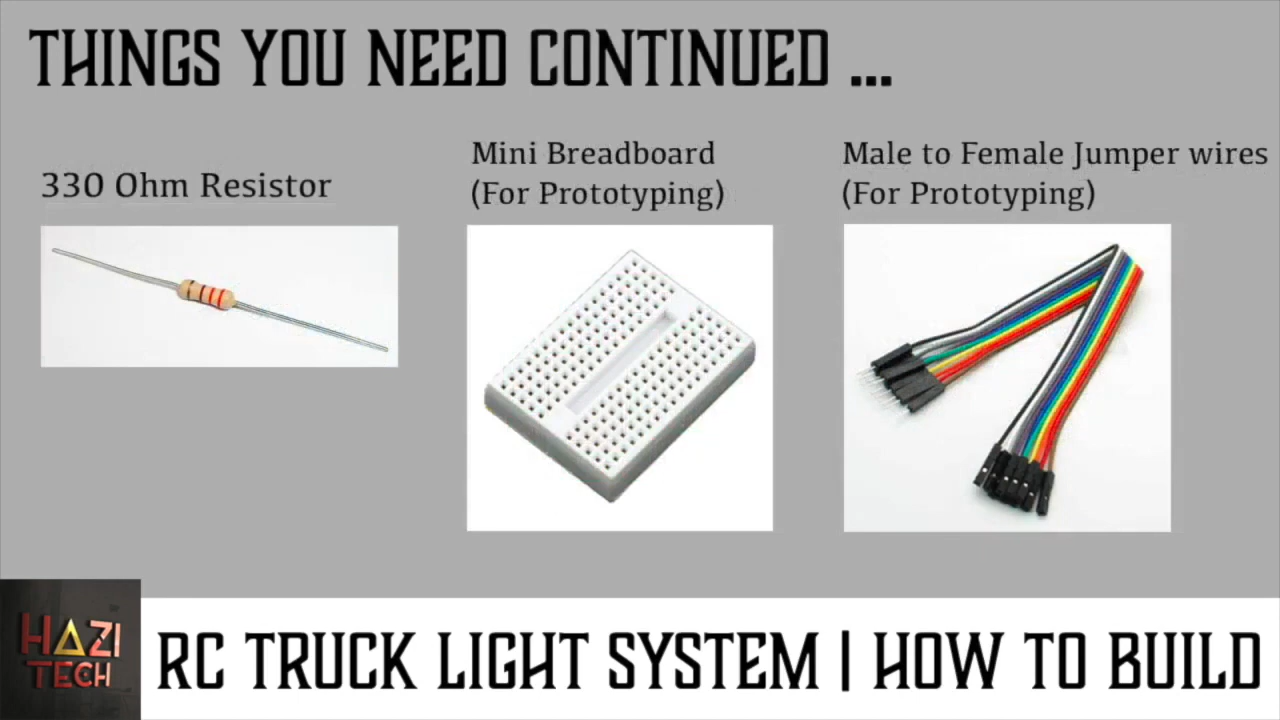 THINGS YOU NEED CONTINUED ...
330 Ohm Resistor
Mini Breadboard
(For Prototyping)
Male to Female Jumper wires
(For Prototyping)
HAZI
TECH
RC TRUCK LIGHT SYSTEM | HOW TO BUILD